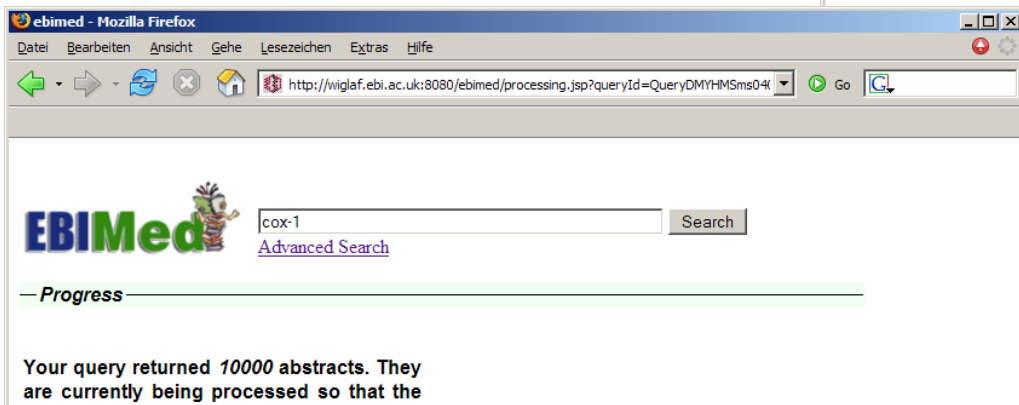 ebimed - Mozilla Firefox
Datei Bearbeiten Ansicht Gehe Lesezeichen Extras Hilfe
http://wiglaf.ebi.ac.uk:8080/ebimed/processing.jsp?queryId=QueryDMYHMSms04 Go G
EBIMed
cox-1 Search
Advanced Search
Progress
Your query returned 10000 abstracts. They
are currently being processed so that the